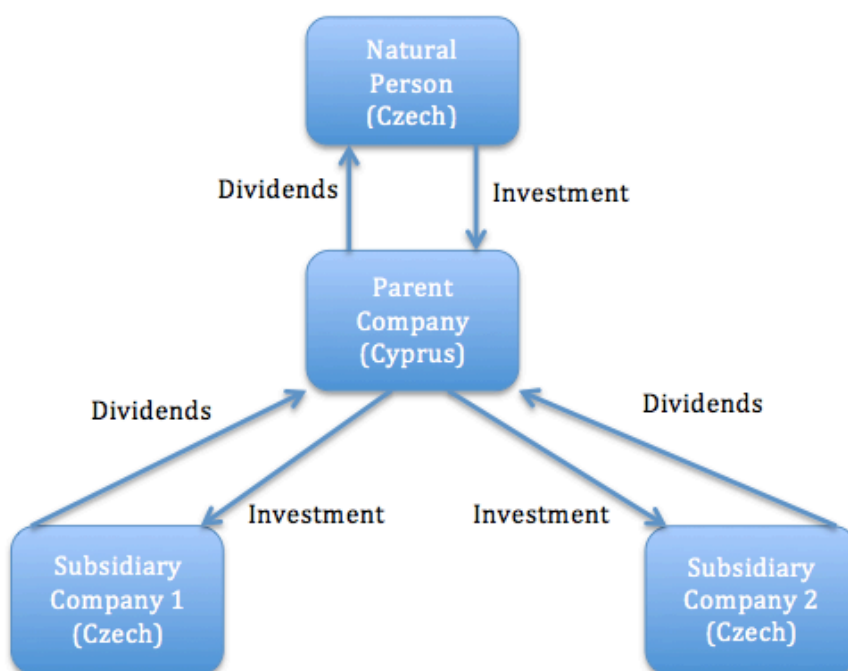 Natural
Person
(Czech)
Dividends
Investment
Parent
Company
(Cyprus)
Dividends
Dividends
Investment
Investment
Subsidiary
Company 1
(Czech)
Subsidiary
Company 2
(Czech)